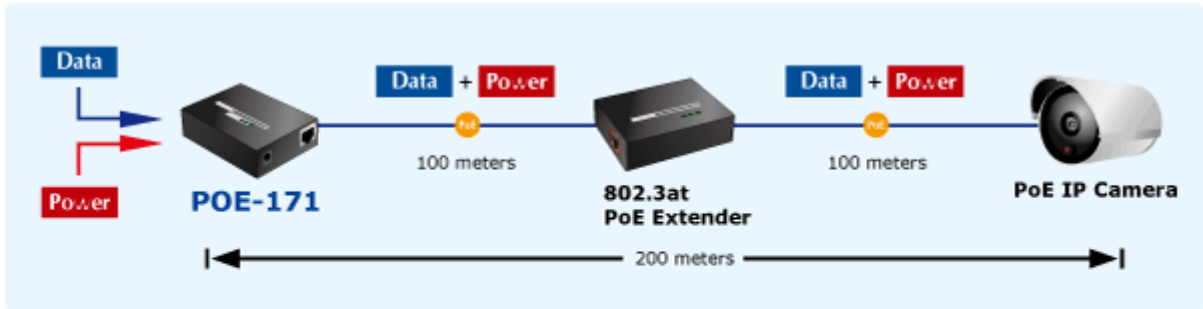 Data
Power
POE-171
Data + Power
PoE
100 meters
802.3at
PoE Extender
Data + Power
PoE
100 meters
PoE IP Camera
200 meters